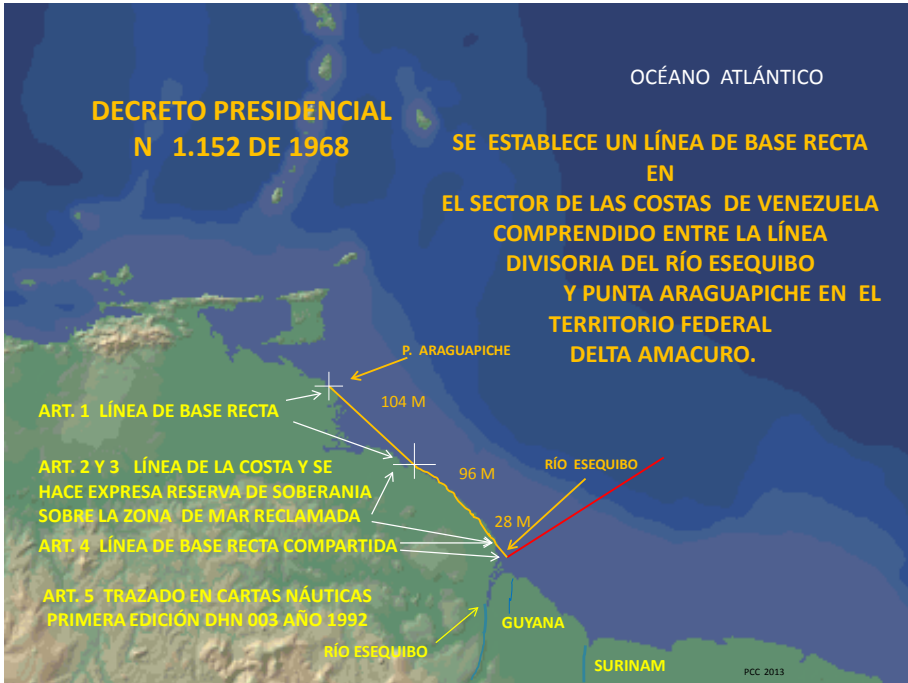 OCÉANO ATLÁNTICO
DECRETO PRESIDENCIAL
N 1.152 DE 1968
SE ESTABLECE UN LÍNEA DE BASE RECTA
EN
EL SECTOR DE LAS COSTAS DE VENEZUELA
COMPRENDIDO ENTRE LA LÍNEA
DIVISORIA DEL RÍO ESEQUIBO
Y PUNTA ARAGUAPICHE EN EL
TERRITORIO FEDERAL
DELTA AMACURO.
P. ARAGUAPICHE
104 M
ART. 1 LÍNEA DE BASE RECTA
96 M
RÍO ESEQUIBO
ART. 2 Y 3 LÍNEA DE LA COSTA Y SE
HACE EXPRESA RESERVA DE SOBERANIA
SOBRE LA ZONA DE MAR RECLAMADA
28 M
ART. 4 LÍNEA DE BASE RECTA COMPARTIDA
ART. 5 TRAZADO EN CARTAS NÁUTICAS
PRIMERA EDICIÓN DHN 003 AÑO 1992
GUYANA
RÍO ESEQUIBO
SURINAM
PCC 2013